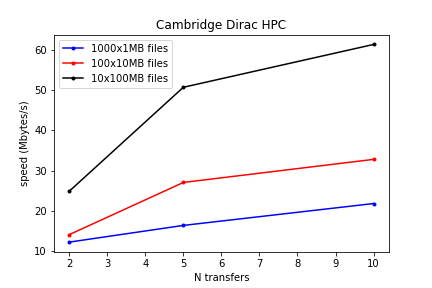 Cambridge Dirac HPC
1000x1MB files
100x10MB files
10x100MB files
speed (Mbytes/s)
60
50
40
30
20
10
2 3 4 5 6 7 8 9 10
N transfers